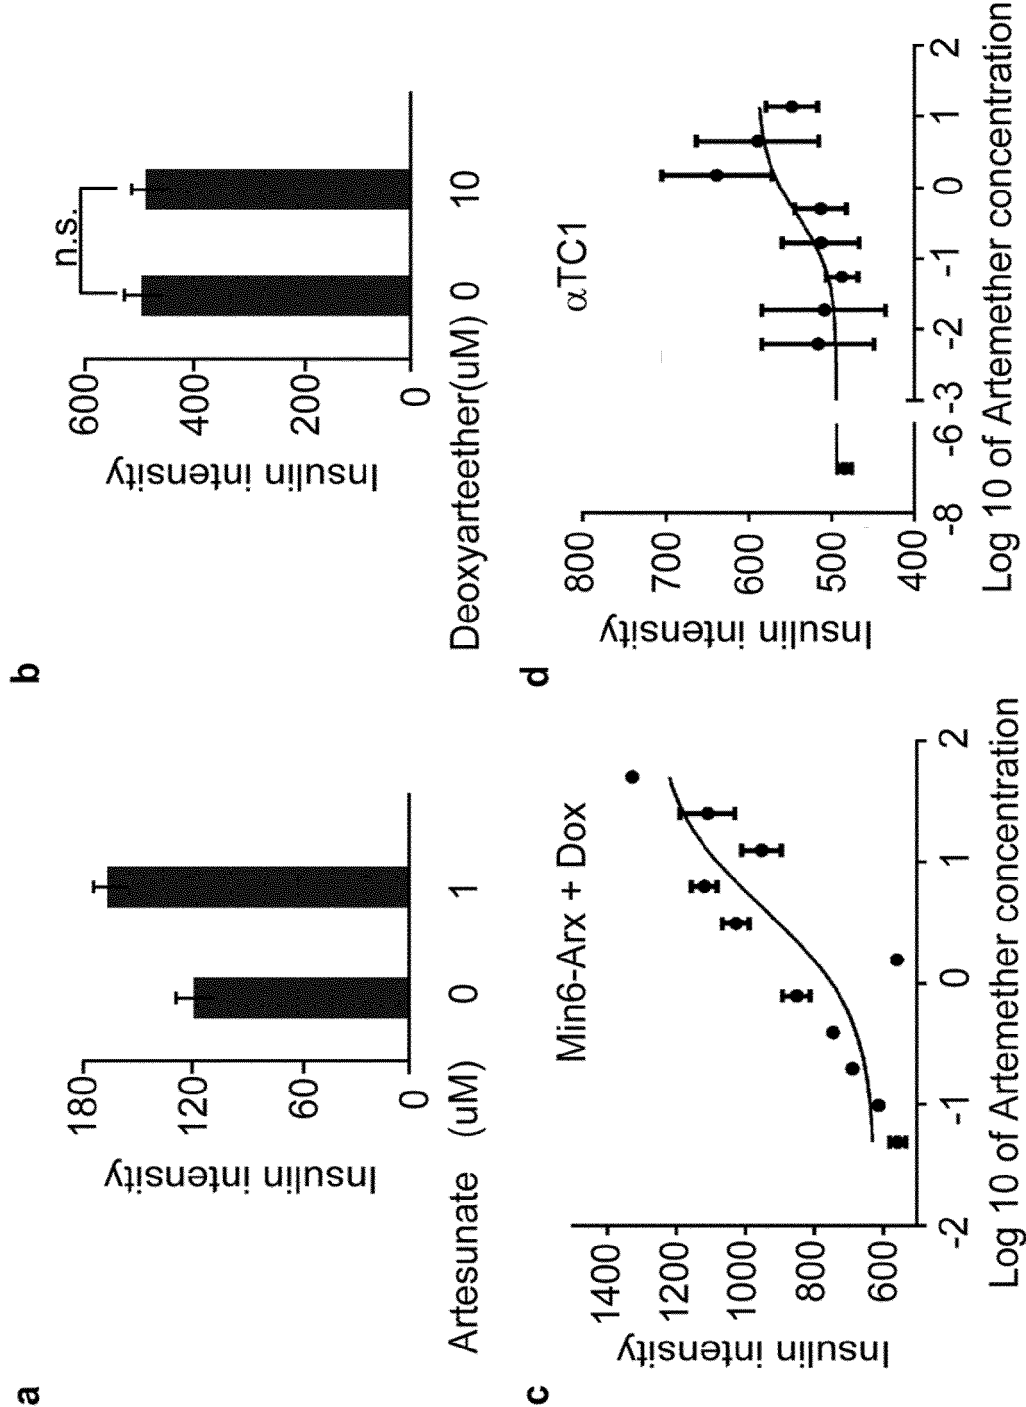 a
Insulin intensity
180
120
60
0
Artesunate (uM) 0 1
b
Insulin intensity
600
400
200
0
n.s.
Deoxyarteether(uM) 0 10
c
Min6-Arx + Dox
Insulin intensity
1400
1200
1000
800
600
-2 -1 0 1 2
Log 10 of Artemether concentration
d
αTC1
Insulin intensity
800
700
600
500
400
-8 -6 -3 -2 -1 0 1 2
Log 10 of Artemether concentration